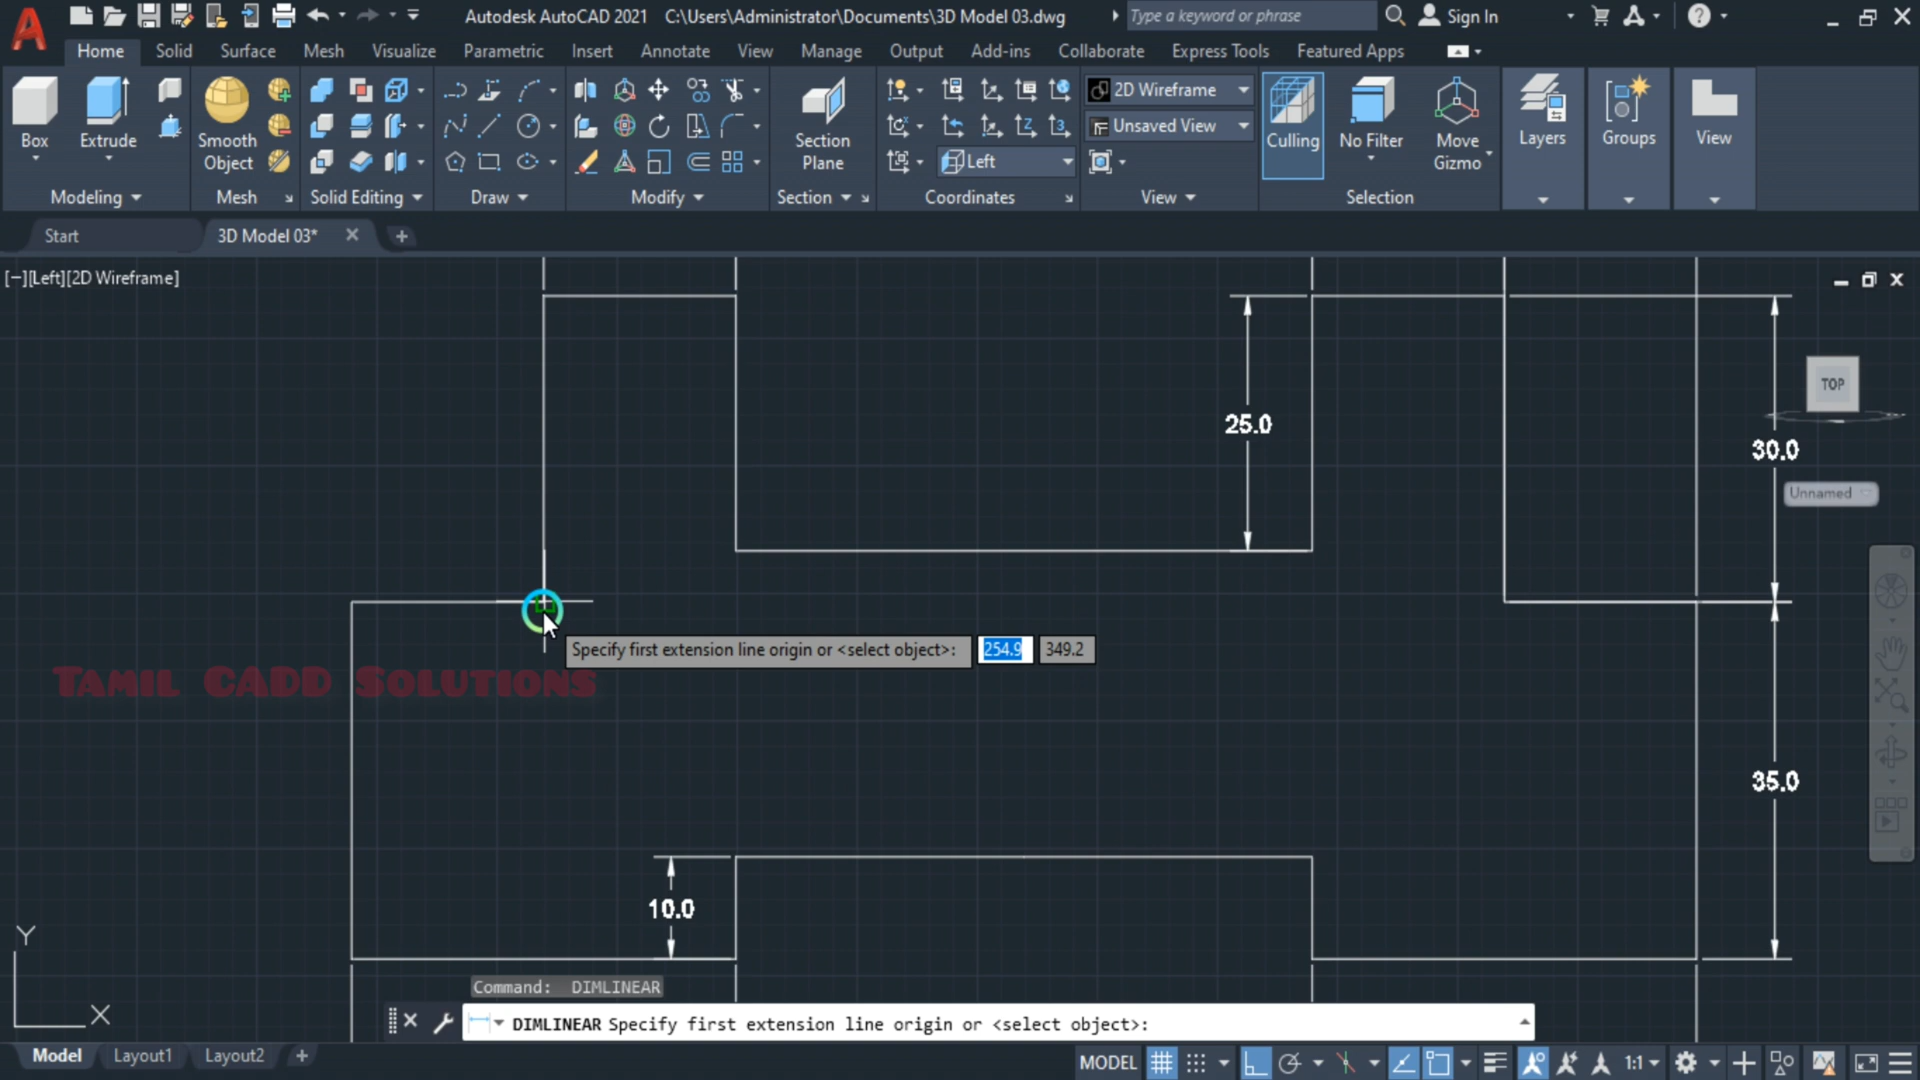 Autodesk AutoCAD 2021 C:\Users\Administrator\Documents\3D Model 03.dwg
Type a keyword or phrase
Sign In
Home Solid Surface Mesh Visualize Parametric Insert Annotate View Manage Output Add-ins Collaborate Express Tools Featured Apps
Box
Extrude
Smooth Object
Section Plane
Left
2D Wireframe
Unsaved View
Culling
No Filter
Move Gizmo
Layers
Groups
View
Modeling Mesh Solid Editing Draw Modify Section Coordinates View Selection
Start
3D Model 03*
[−][Left][2D Wireframe]
TOP
25.0
30.0
Unnamed
Specify first extension line origin or <select object>: 254.9 349.2
TAMIL CADD SOLUTIONS
35.0
10.0
Y
X
Command: DIMLINEAR
DIMLINEAR Specify first extension line origin or <select object>:
Model Layout1 Layout2
MODEL
1:1